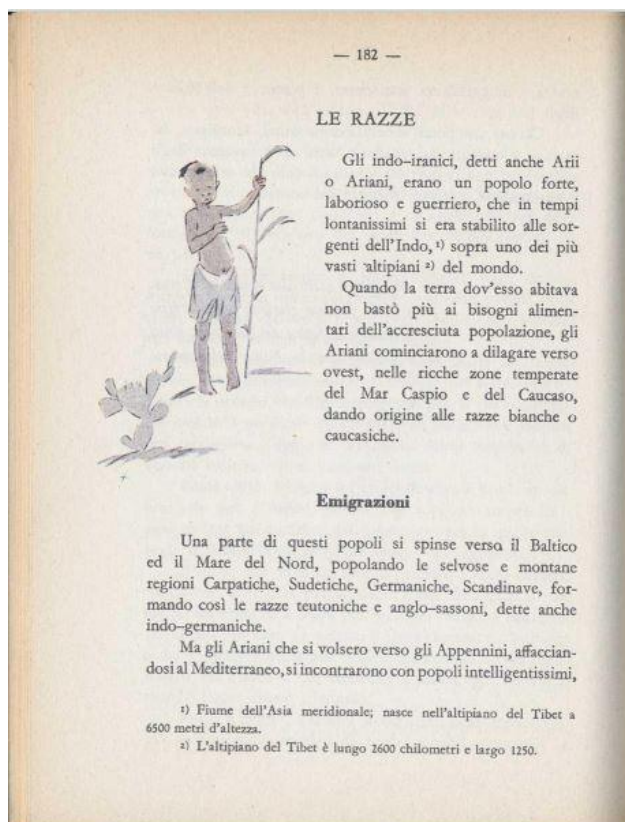 — 182 —
LE RAZZE
Gli indo-iranici, detti anche Arii
o Ariani, erano un popolo forte,
laborioso e guerriero, che in tempi
lontanissimi si era stabilito alle sor-
genti dell'Indo, ¹) sopra uno dei più
vasti altipiani ²) del mondo.
Quando la terra dov'esso abitava
non bastò più ai bisogni alimen-
tari dell'accresciuta popolazione, gli
Ariani cominciarono a dilagare verso
ovest, nelle ricche zone temperate
del Mar Caspio e del Caucaso,
dando origine alle razze bianche o
caucasiche.
Emigrazioni
Una parte di questi popoli si spinse verso il Baltico
ed il Mare del Nord, popolando le selvose e montane
regioni Carpatiche, Sudetiche, Germaniche, Scandinave, for-
mando così le razze teutoniche e anglo-sassoni, dette anche
indo-germaniche.
Ma gli Ariani che si volsero verso gli Appennini, affaccian-
dosi al Mediterraneo, si incontrarono con popoli intelligentissimi,
¹) Fiume dell'Asia meridionale; nasce nell'altipiano del Tibet a
6500 metri d'altezza.
²) L'altipiano del Tibet è lungo 2600 chilometri e largo 1250.